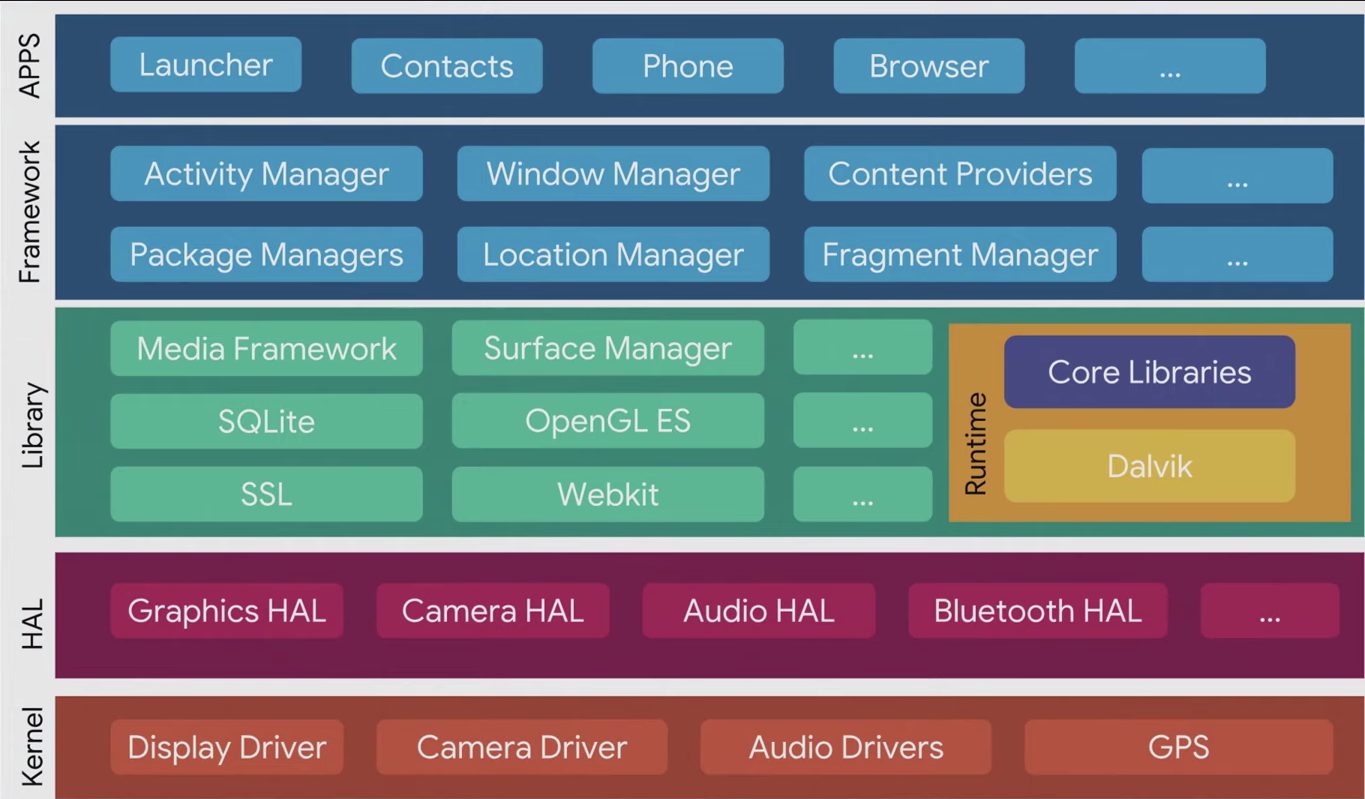 APPS
Launcher
Contacts
Phone
Browser
...
Framework
Activity Manager
Window Manager
Content Providers
...
Package Managers
Location Manager
Fragment Manager
...
Library
Media Framework
Surface Manager
...
SQLite
OpenGL ES
...
SSL
Webkit
...
Runtime
Core Libraries
Dalvik
HAL
Graphics HAL
Camera HAL
Audio HAL
Bluetooth HAL
...
Kernel
Display Driver
Camera Driver
Audio Drivers
GPS